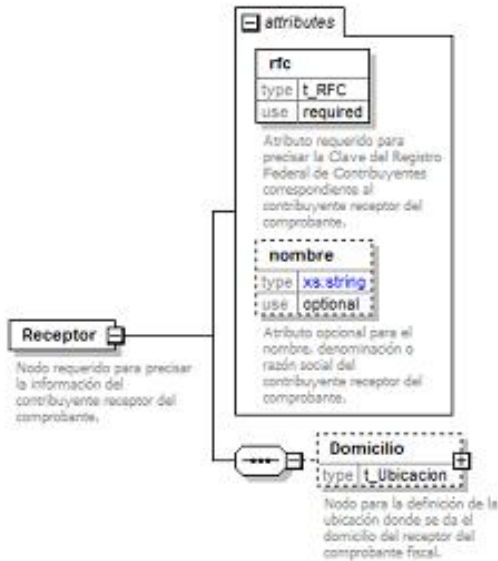 attributes
rfc
type t_RFC
use required
Atributo requerido para
precisar la Clave del Registro
Federal de Contribuyentes
correspondiente al
contribuyente receptor del
comprobante.
nombre
type xs:string
use optional
Atributo opcional para el
nombre, denominación o
razón social del
contribuyente receptor del
comprobante.
Receptor
Nodo requerido para precisar
la información del
contribuyente receptor del
comprobante.
Domicilio
type t_Ubicacion
Nodo para la definición de la
ubicación donde se da el
domicilio del receptor del
comprobante fiscal.